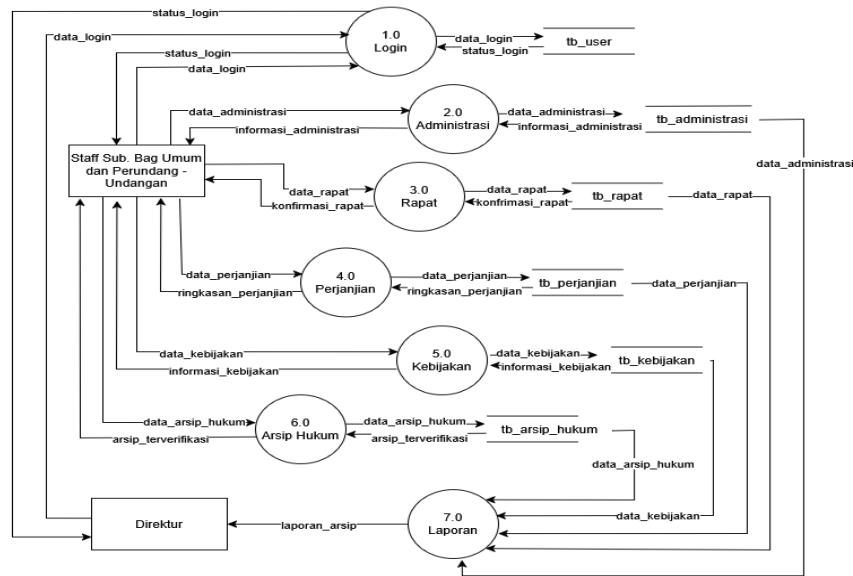 status_login
data_login
status_login
data_login
1.0
Login
data_login
status_login
tb_user
data_administrasi
informasi_administrasi
2.0
Administrasi
data_administrasi
informasi_administrasi
tb_administrasi
data_administrasi
Staff Sub. Bag Umum
dan Perundang -
Undangan
data_rapat
konfirmasi_rapat
3.0
Rapat
data_rapat
konfrimasi_rapat
tb_rapat
data_rapat
data_perjanjian
ringkasan_perjanjian
4.0
Perjanjian
data_perjanjian
ringkasan_perjanjian
tb_perjanjian
data_perjanjian
data_kebijakan
informasi_kebijakan
5.0
Kebijakan
data_kebijakan
informasi_kebijakan
tb_kebijakan
data_arsip_hukum
arsip_terverifikasi
6.0
Arsip Hukum
data_arsip_hukum
arsip_terverifikasi
tb_arsip_hukum
data_arsip_hukum
Direktur
laporan_arsip
7.0
Laporan
data_kebijakan